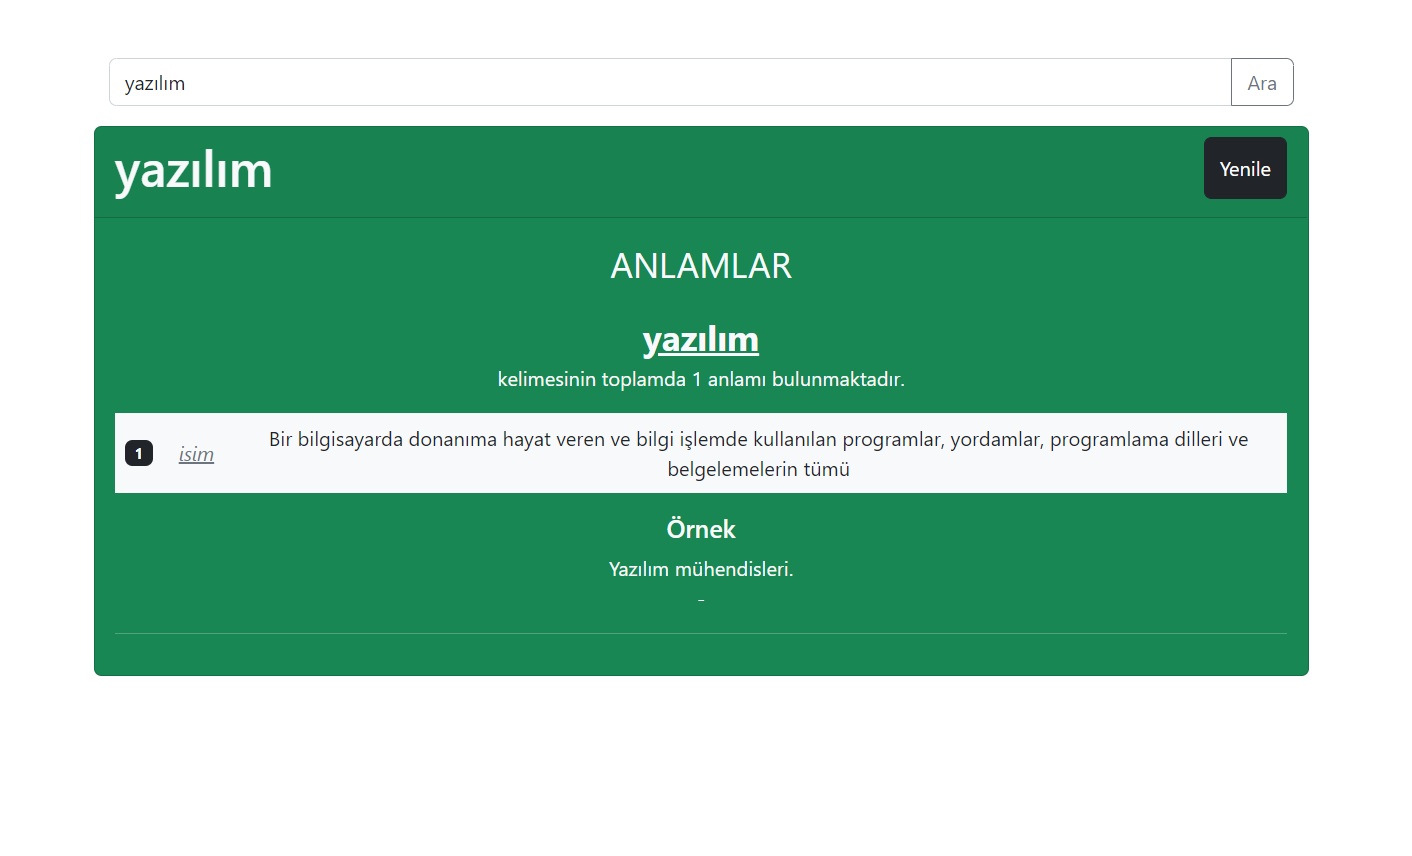 yazılım
Ara
yazılım
Yenile
ANLAMLAR
yazılım
kelimesinin toplamda 1 anlamı bulunmaktadır.
1 isim Bir bilgisayarda donanıma hayat veren ve bilgi işlemde kullanılan programlar, yordamlar, programlama dilleri ve
belgelemelerin tümü
Örnek
Yazılım mühendisleri.
-